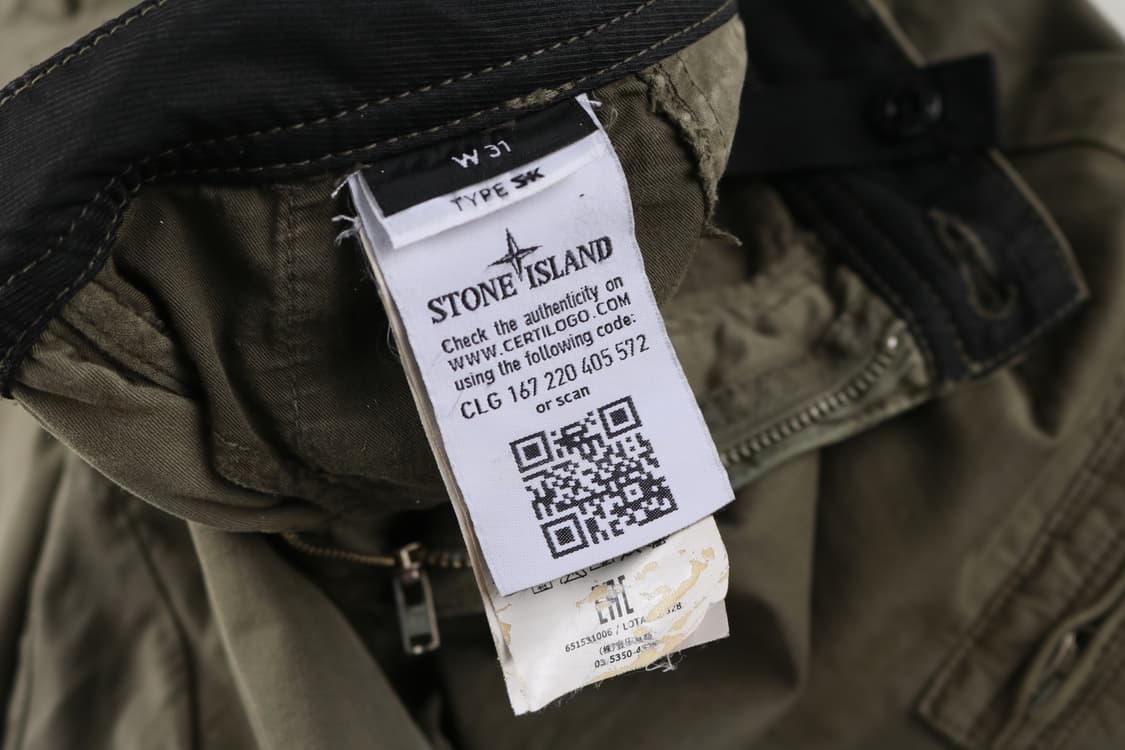 W 31
TYPE SK
STONE ISLAND
Check the authenticity on
WWW.CERTILOGO.COM
using the following code:
CLG 167 220 405 572
or scan
EAC
651531006 / LOTA